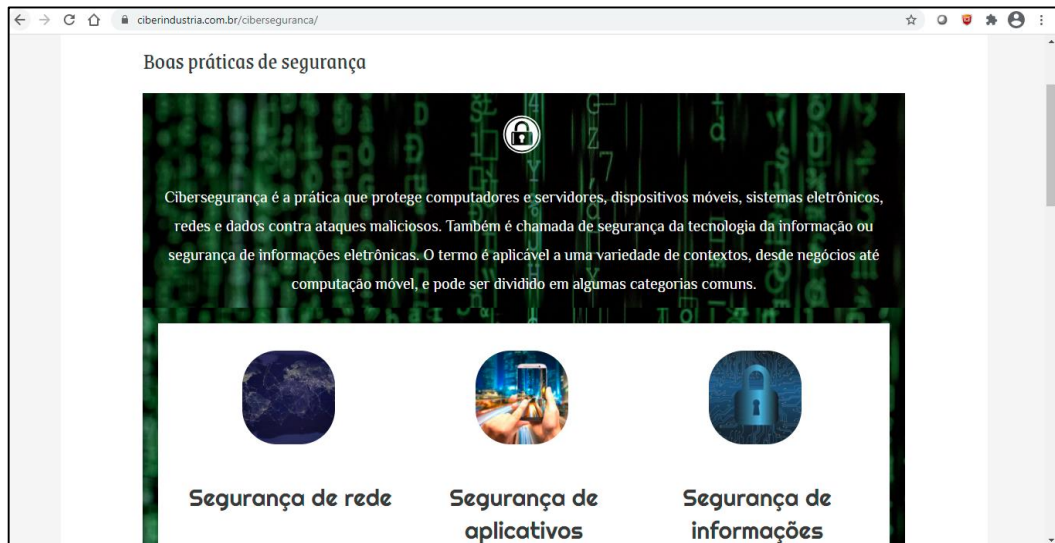 ciberindustria.com.br/ciberseguranca/
Boas práticas de segurança
Cibersegurança é a prática que protege computadores e servidores, dispositivos móveis, sistemas eletrônicos,
redes e dados contra ataques maliciosos. Também é chamada de segurança da tecnologia da informação ou
segurança de informações eletrônicas. O termo é aplicável a uma variedade de contextos, desde negócios até
computação móvel, e pode ser dividido em algumas categorias comuns.
Segurança de rede
Segurança de
aplicativos
Segurança de
informações